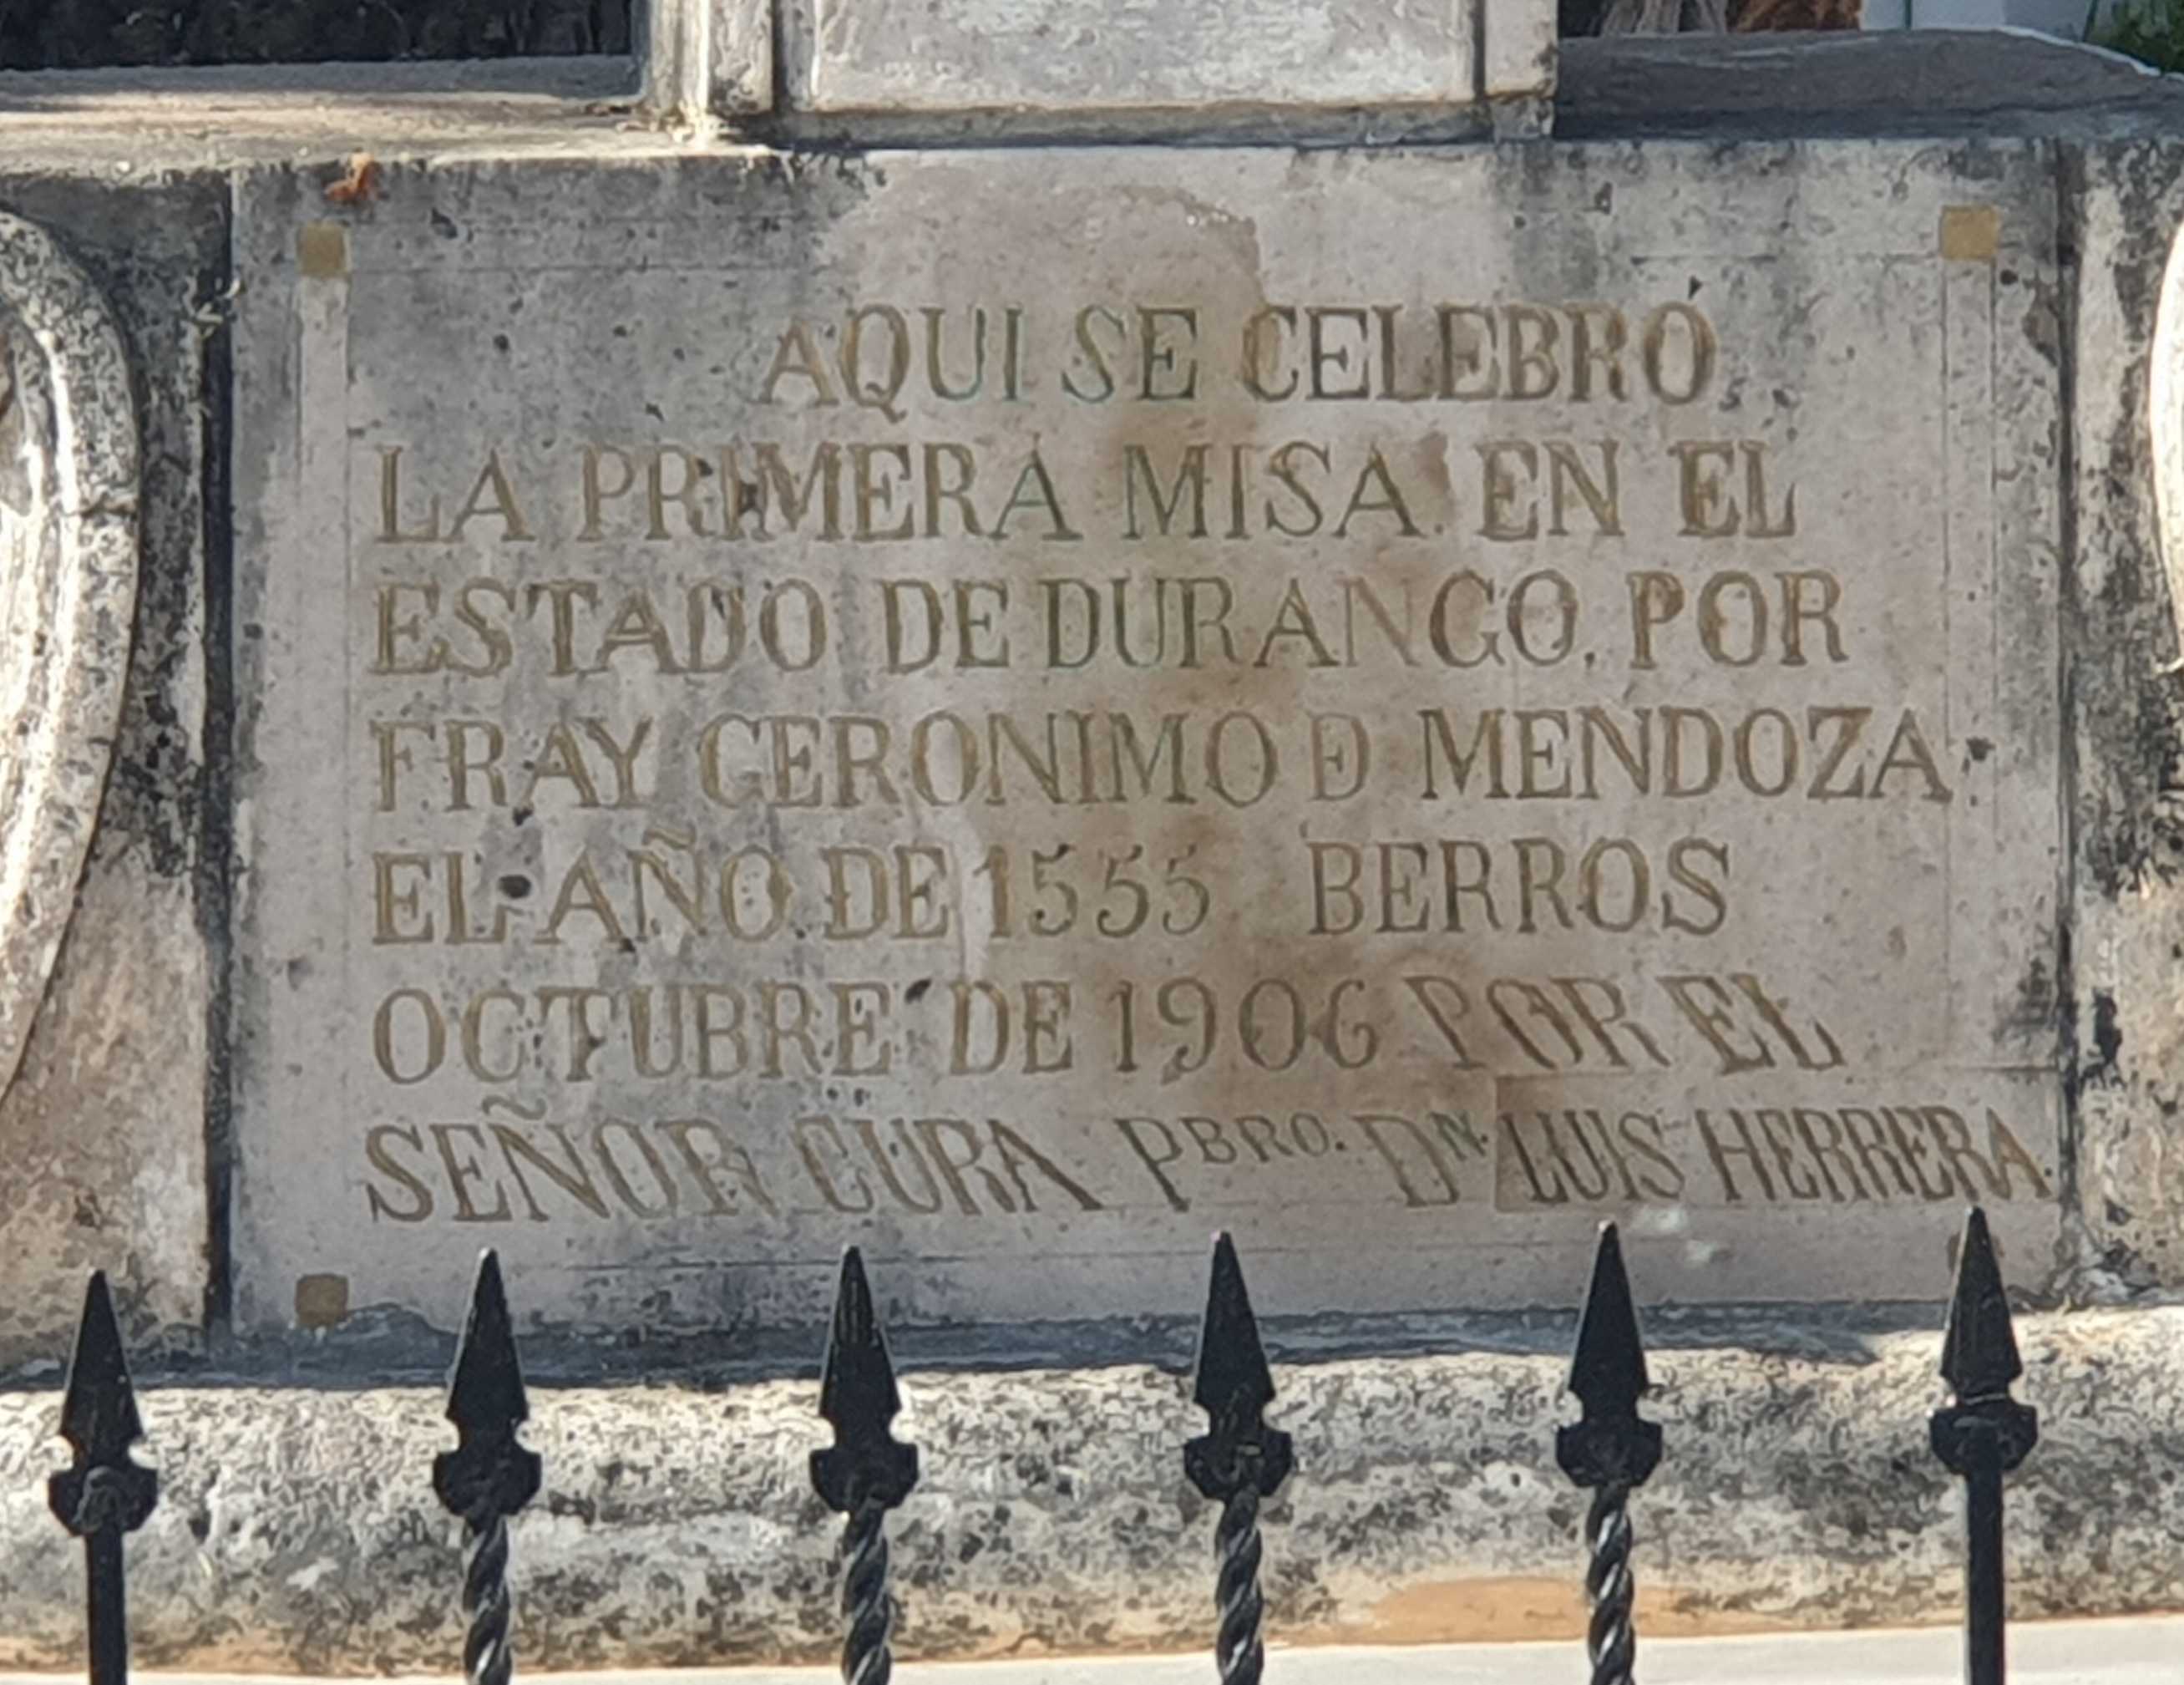 AQUI SE CELEBRÓ
LA PRIMERA MISA EN EL
ESTADO DE DURANGO, POR
FRAY GERONIMO D MENDOZA
EL AÑO DE 1555 BERROS
OCTUBRE DE 1906 POR EL
SEÑOR CURA PBRO. DN. LUIS HERRERA.